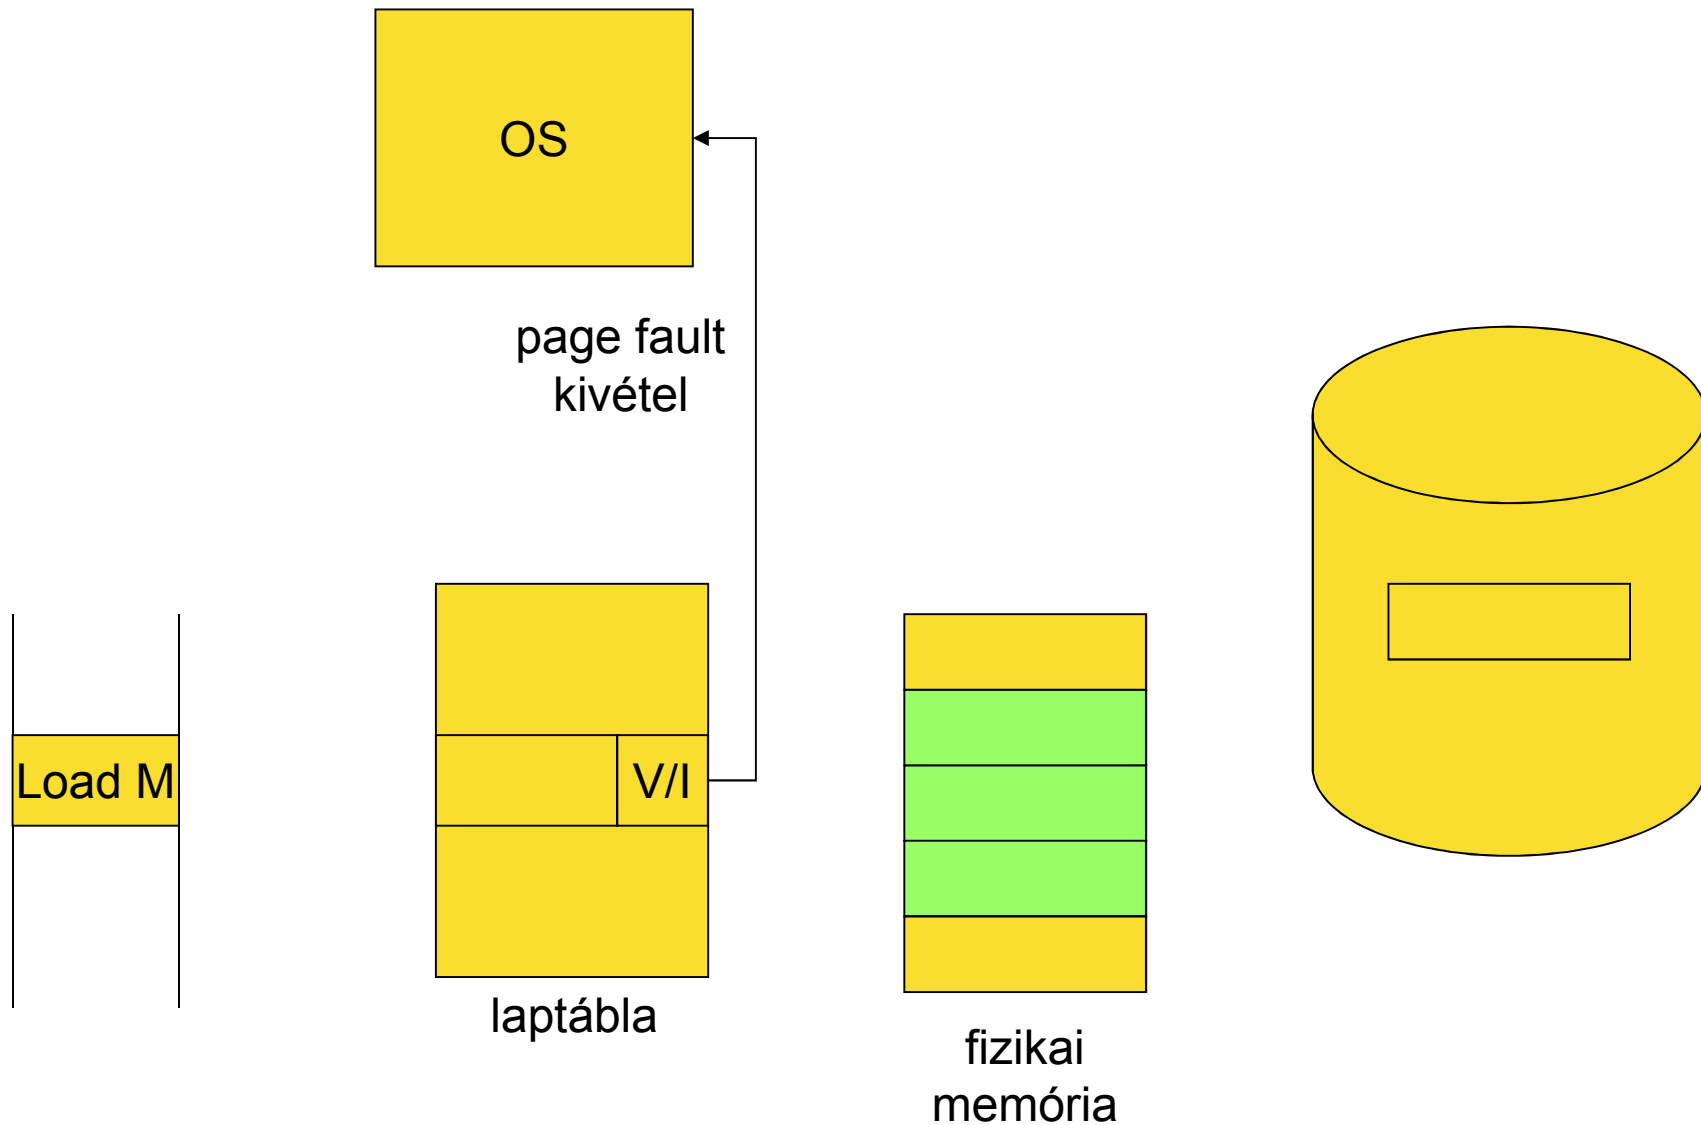 OS
page fault
kivétel
Load M
V/I
laptábla
fizikai
memória